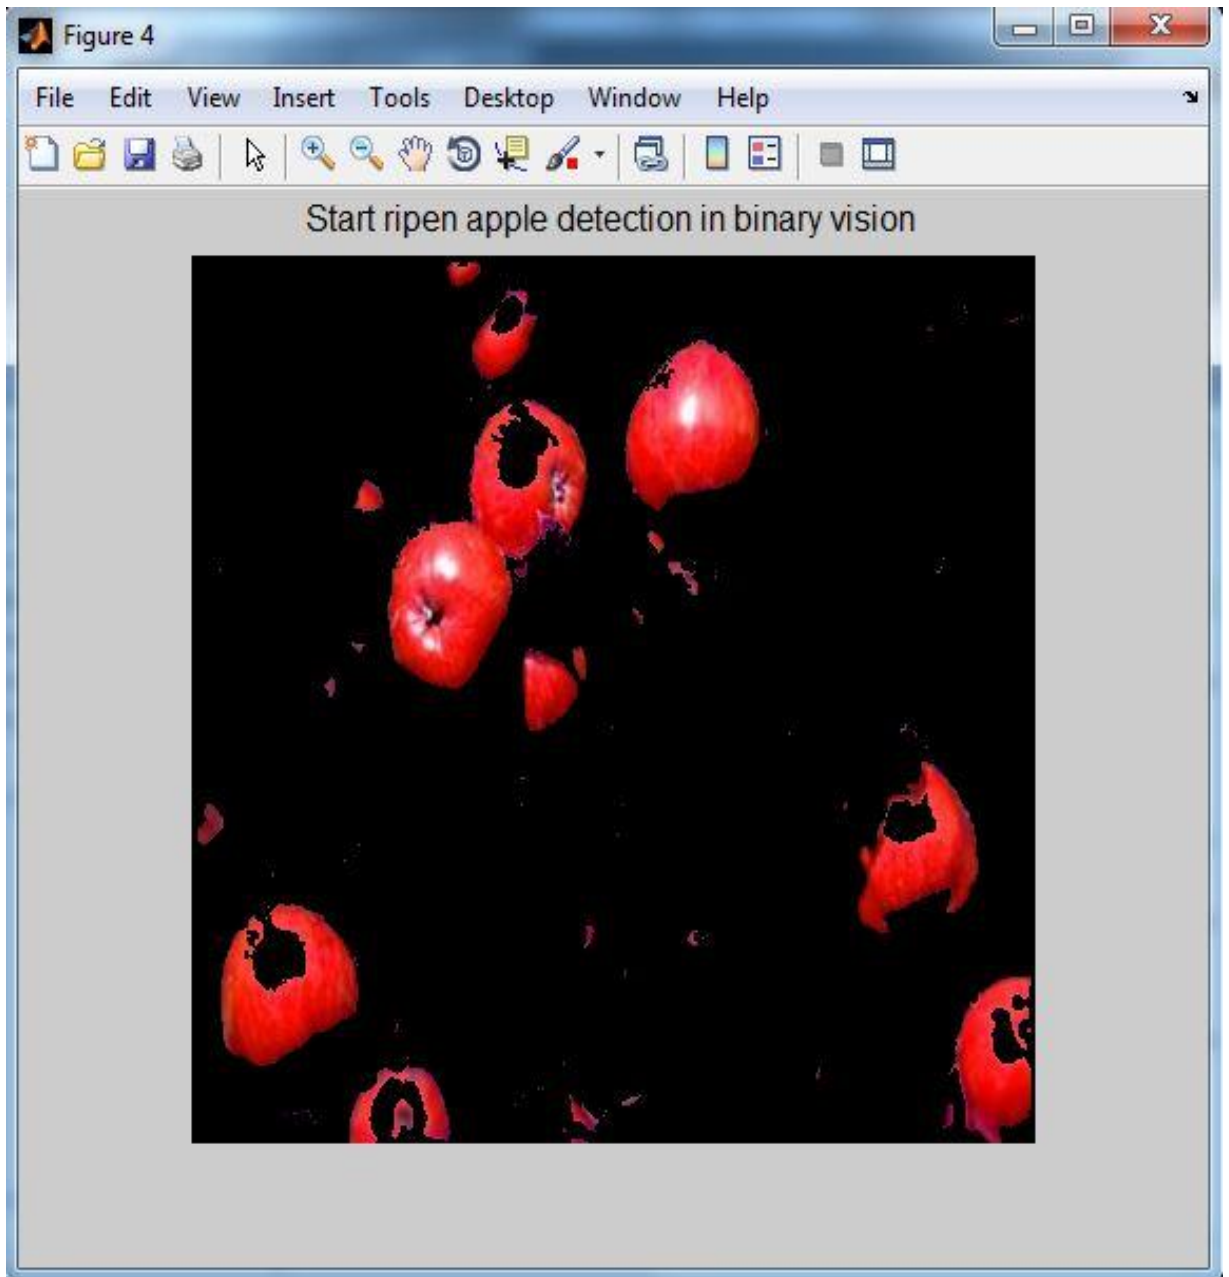 Figure 4
File Edit View Insert Tools Desktop Window Help
Start ripen apple detection in binary vision